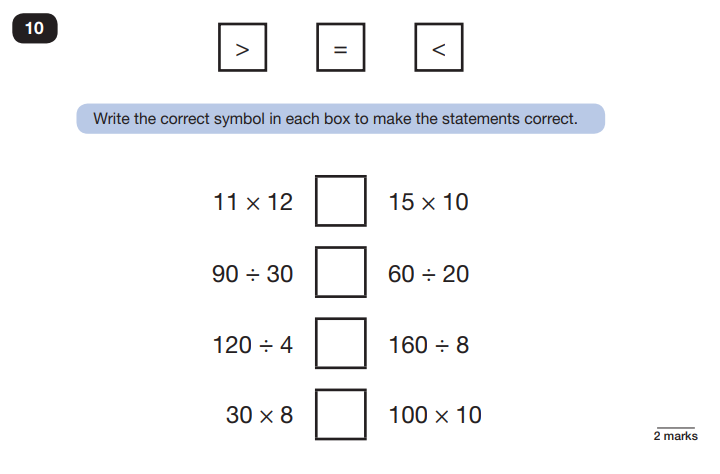 10
> = <
Write the correct symbol in each box to make the statements correct.
11 × 12 15 × 10
90 ÷ 30 60 ÷ 20
120 ÷ 4 160 ÷ 8
30 × 8 100 × 10
2 marks